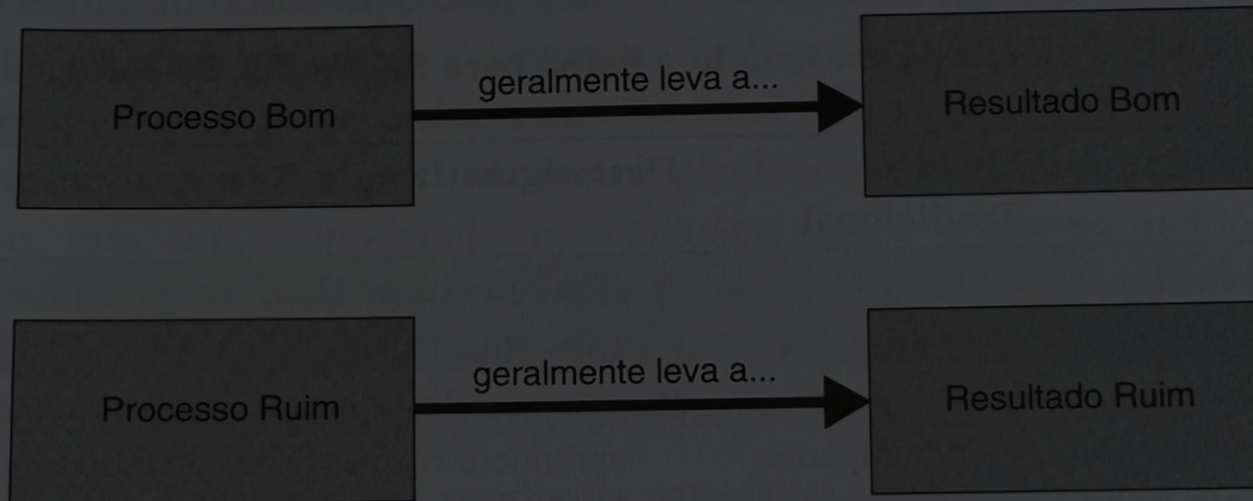 geralmente leva a...
Processo Bom
Resultado Bom
geralmente leva a...
Processo Ruim
Resultado Ruim